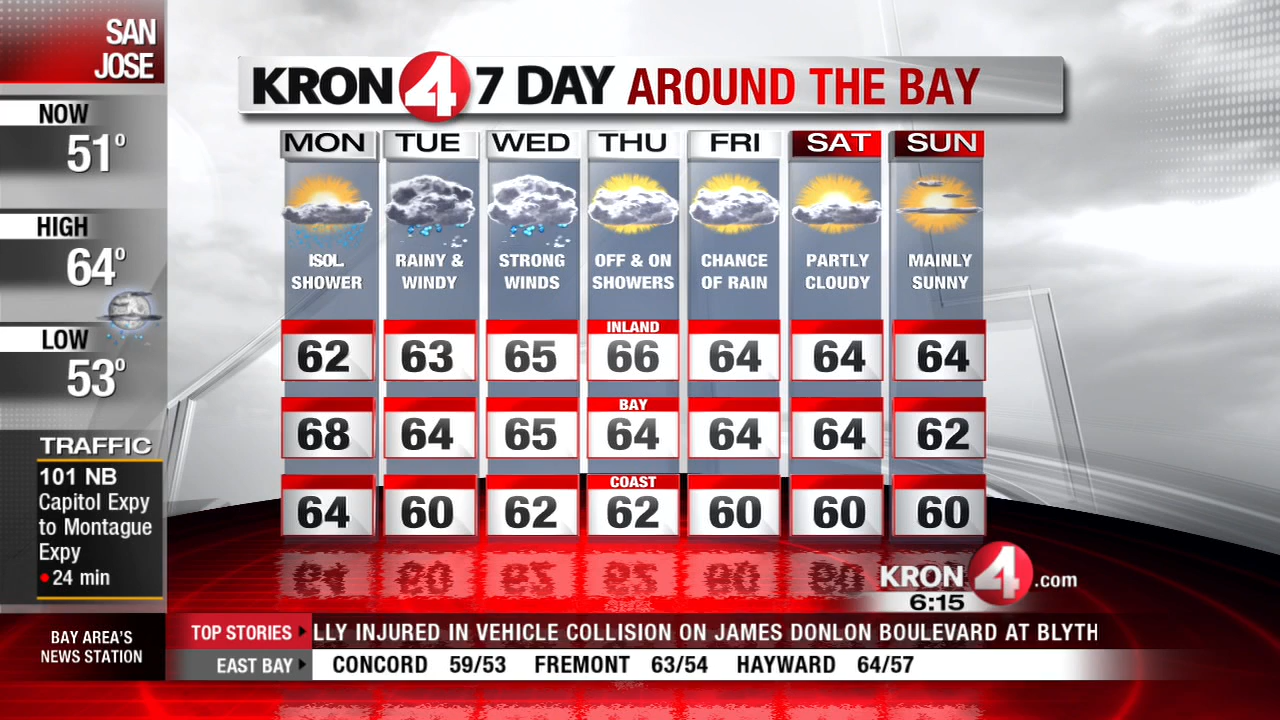 SAN
JOSE
NOW
51°
HIGH
64°
LOW
53°
TRAFFIC
101 NB
Capitol Expy
to Montague
Expy
24 min
BAY AREA'S
NEWS STATION
KRON 4 7 DAY AROUND THE BAY
MON TUE WED THU FRI SAT SUN
ISOL. SHOWER
RAINY & WINDY
STRONG WINDS
OFF & ON SHOWERS
CHANCE OF RAIN
PARTLY CLOUDY
MAINLY SUNNY
INLAND
62 63 65 66 64 64 64
BAY
68 64 65 64 64 64 62
COAST
64 60 62 62 60 60 60
KRON 4.com
6:15
TOP STORIES LLY INJURED IN VEHICLE COLLISION ON JAMES DONLON BOULEVARD AT BLYTH
EAST BAY CONCORD 59/53 FREMONT 63/54 HAYWARD 64/57